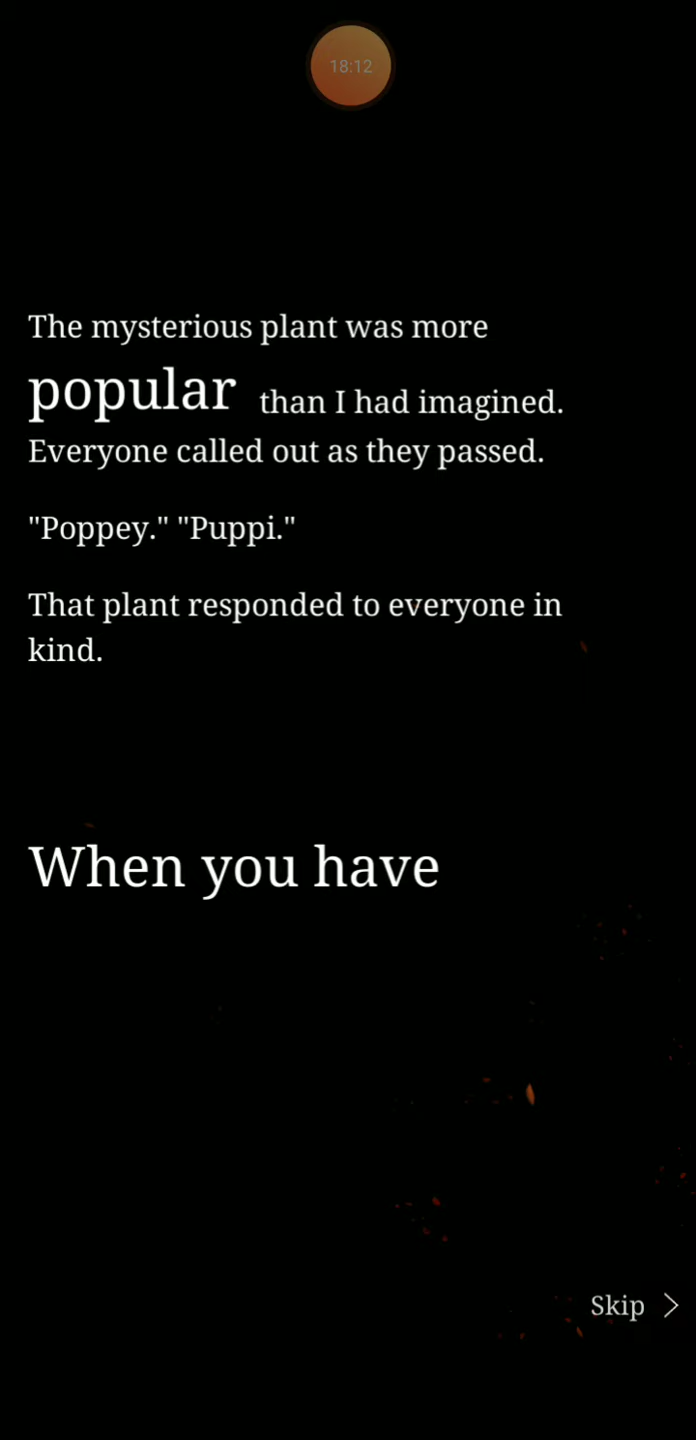 18:12
The mysterious plant was more
popular than I had imagined.
Everyone called out as they passed.
"Poppey." "Puppi."
That plant responded to everyone in
kind.
When you have
Skip